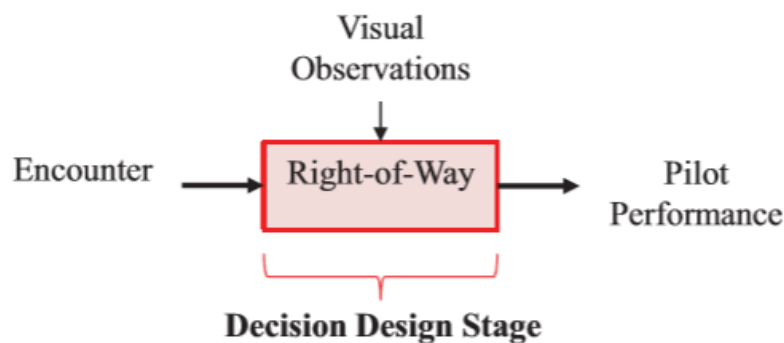 Visual
Observations
Encounter
Right-of-Way
Pilot
Performance
Decision Design Stage